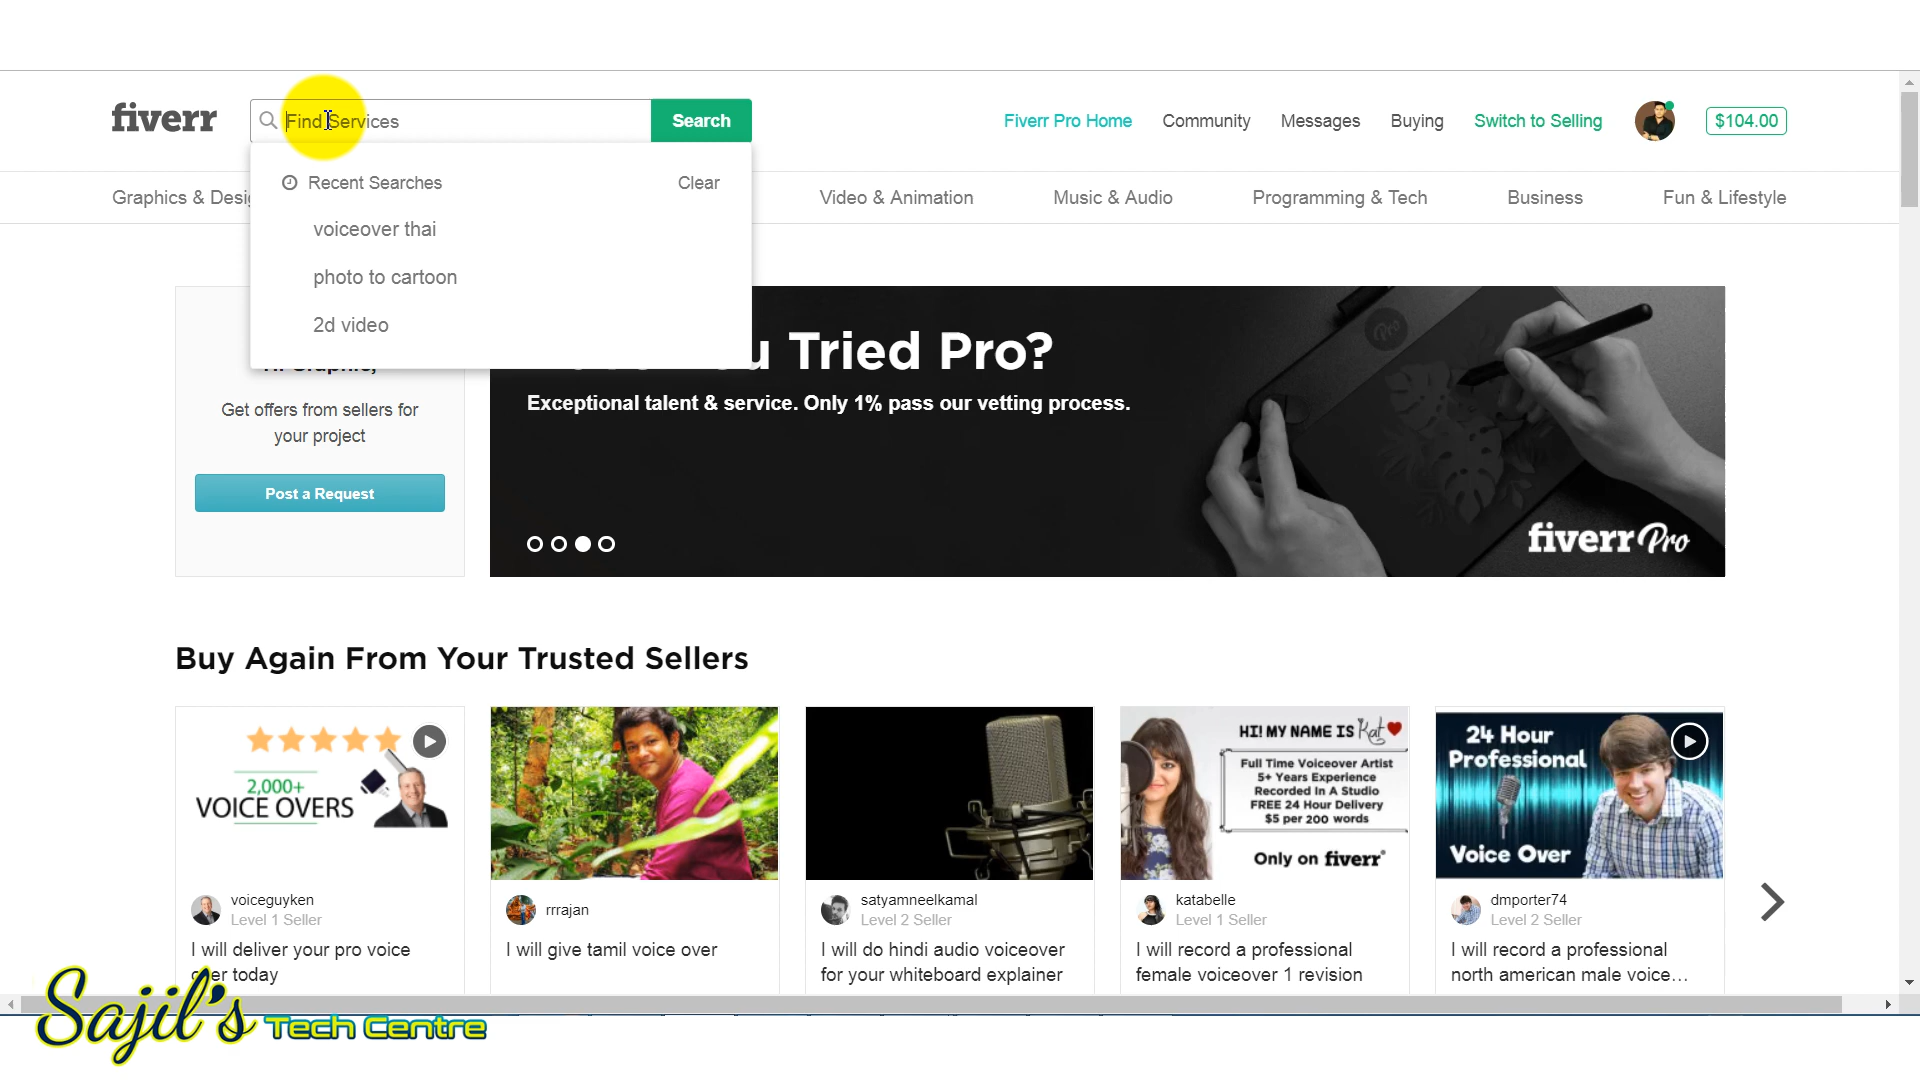 fiverr
Find Services
Search
Fiverr Pro Home
Community
Messages
Buying
Switch to Selling
$104.00
Recent Searches
Clear
voiceover thai
photo to cartoon
2d video
Graphics & Desig
Video & Animation
Music & Audio
Programming & Tech
Business
Fun & Lifestyle
Get offers from sellers for
your project
Post a Request
u Tried Pro?
Exceptional talent & service. Only 1% pass our vetting process.
Pro
fiverr Pro
Buy Again From Your Trusted Sellers
2,000+
VOICE OVERS
voiceguyken
Level 1 Seller
I will deliver your pro voice
over today
rrrajan
I will give tamil voice over
satyamneelkamal
Level 2 Seller
I will do hindi audio voiceover
for your whiteboard explainer
HI! MY NAME IS Kat
Full Time Voiceover Artist
5+ Years Experience
Recorded In A Studio
FREE 24 Hour Delivery
$5 per 200 words
Only on fiverr®
katabelle
Level 1 Seller
I will record a professional
female voiceover 1 revision
24 Hour
Professional
Voice Over
dmporter74
Level 2 Seller
I will record a professional
north american male voice...
Sajil's Tech Centre